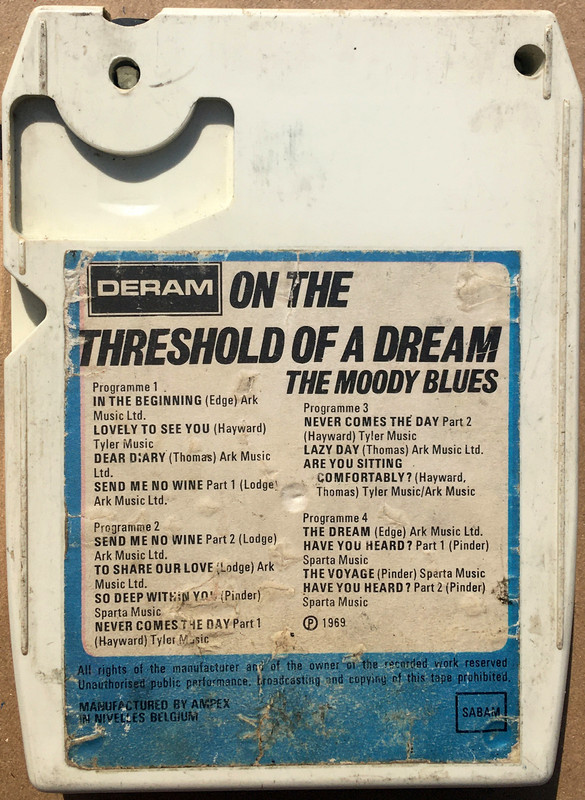 DERAM
ON THE
THRESHOLD OF A DREAM
THE MOODY BLUES
Programme 1
IN THE BEGINNING (Edge) Ark
Music Ltd.
LOVELY TO SEE YOU (Hayward)
Tyler Music
DEAR DIARY (Thomas) Ark Music
Ltd.
SEND ME NO WINE Part 1 (Lodge)
Ark Music Ltd.
Programme 2
SEND ME NO WINE Part 2 (Lodge)
Ark Music Ltd.
TO SHARE OUR LOVE (Lodge) Ark
Music Ltd.
SO DEEP WITHIN YOU (Pinder)
Sparta Music
NEVER COMES THE DAY Part 1
(Hayward) Tyler Music
Programme 3
NEVER COMES THE DAY Part 2
(Hayward) Tyler Music
LAZY DAY (Thomas) Ark Music Ltd.
ARE YOU SITTING
COMFORTABLY? (Hayward,
Thomas) Tyler Music/Ark Music
Programme 4
THE DREAM (Edge) Ark Music Ltd.
HAVE YOU HEARD? Part 1 (Pinder)
Sparta Music
THE VOYAGE (Pinder) Sparta Music
HAVE YOU HEARD? Part 2 (Pinder)
Sparta Music
℗ 1969
All rights of the manufacturer and of the owner of the recorded work reserved
Unauthorised public performance, broadcasting and copying of this tape prohibited.
MANUFACTURED BY AMPEX
IN NIVELLES BELGIUM
SABAM